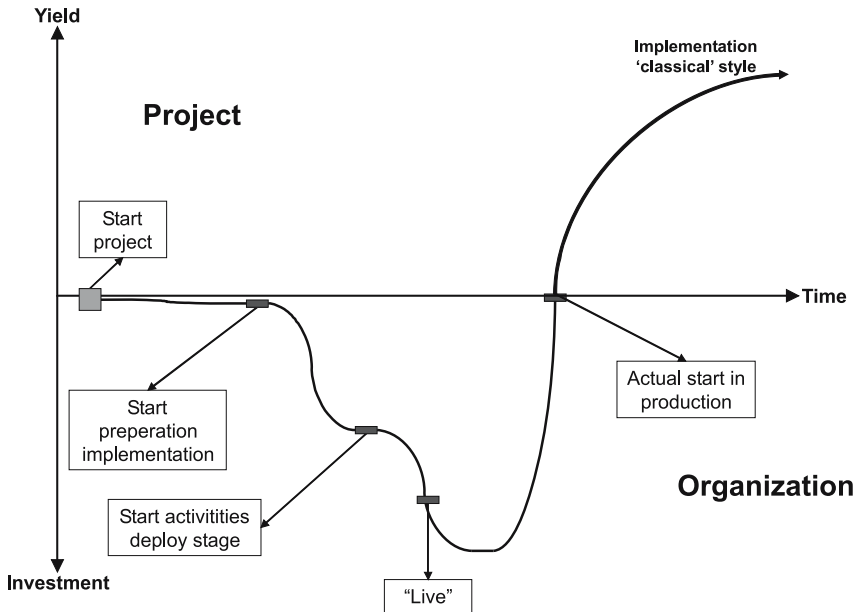 Yield
Implementation
‘classical’ style
Project
Start
project
Time
Start
preperation
implementation
Actual start in
production
Organization
Start activitities
deploy stage
Investment
“Live”